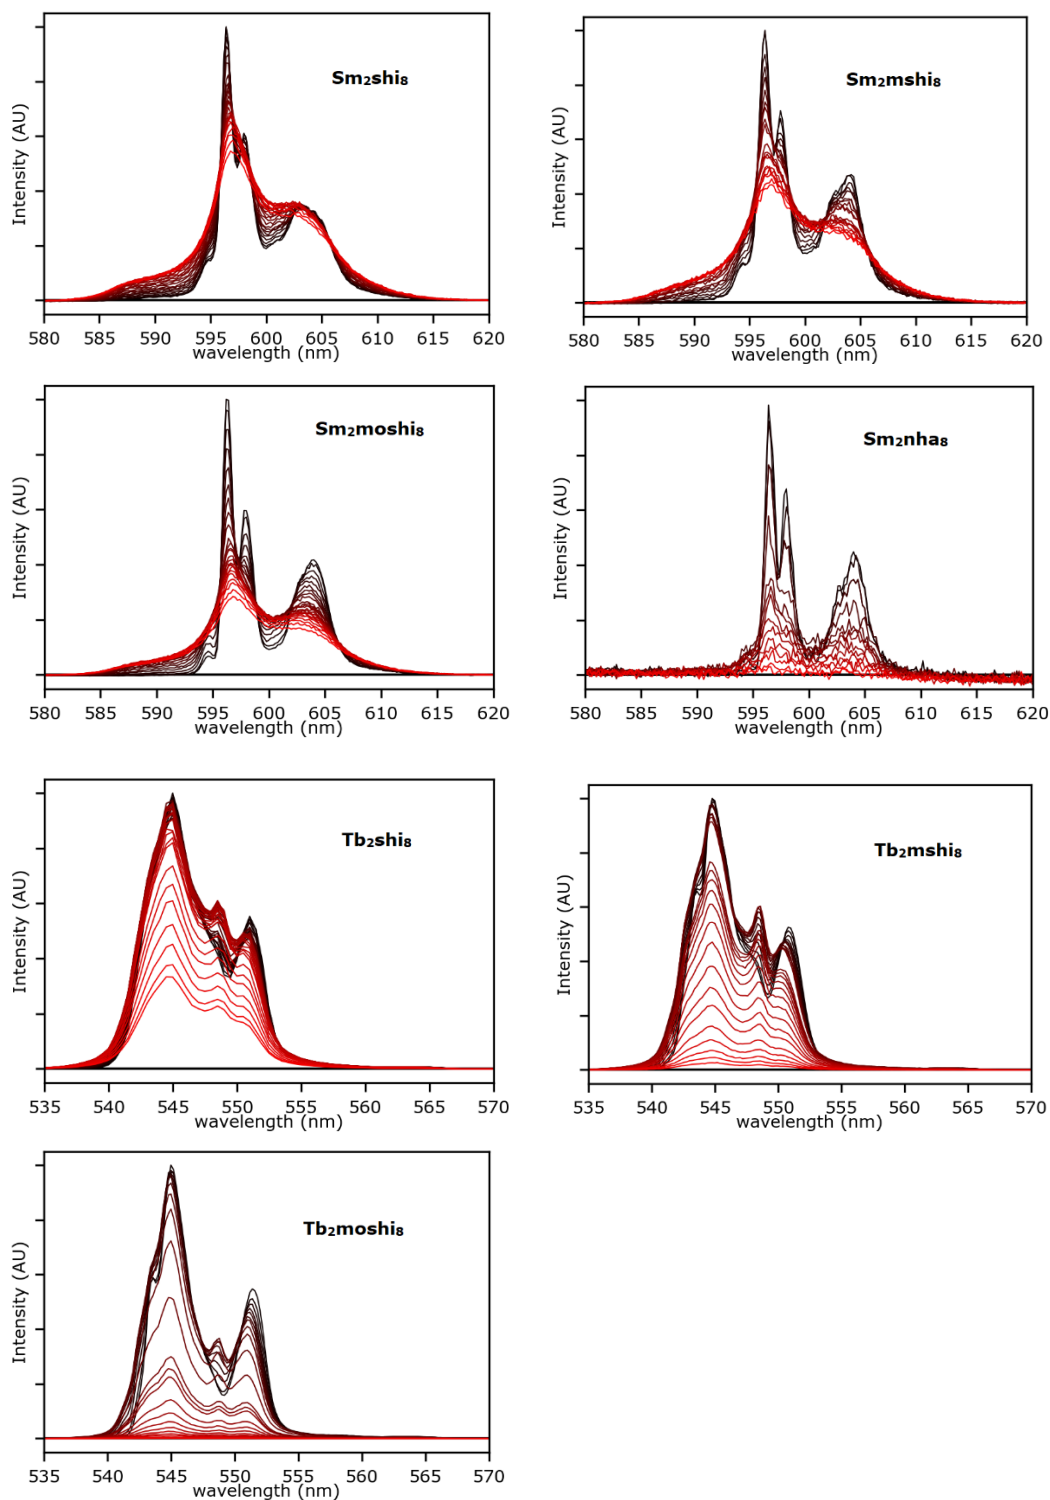 Sm₂shi₈
Intensity (AU)
580 585 590 595 600 605 610 615 620
wavelength (nm)
Sm₂mshi₈
Intensity (AU)
580 585 590 595 600 605 610 615 620
wavelength (nm)
Sm₂moshi₈
Intensity (AU)
580 585 590 595 600 605 610 615 620
wavelength (nm)
Sm₂nha₈
Intensity (AU)
580 585 590 595 600 605 610 615 620
wavelength (nm)
Tb₂shi₈
Intensity (AU)
535 540 545 550 555 560 565 570
wavelength (nm)
Tb₂mshi₈
Intensity (AU)
535 540 545 550 555 560 565 570
wavelength (nm)
Tb₂moshi₈
Intensity (AU)
535 540 545 550 555 560 565 570
wavelength (nm)